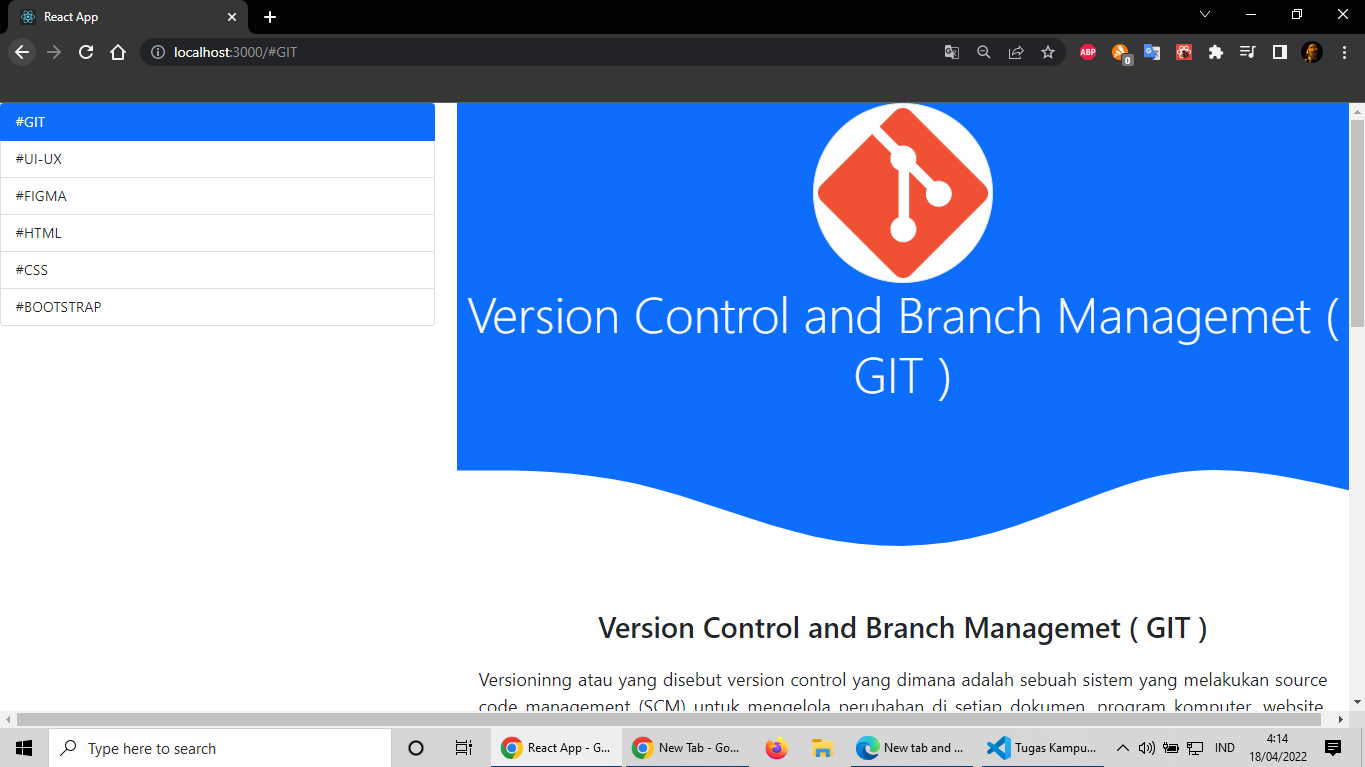 React App
localhost:3000/#GIT
ABP
0
#GIT
#UI-UX
#FIGMA
#HTML
#CSS
#BOOTSTRAP
Version Control and Branch Managemet (
GIT )
Version Control and Branch Managemet ( GIT )
Versioninng atau yang disebut version control yang dimana adalah sebuah sistem yang melakukan source
code management (SCM) untuk mengelola perubahan di setiap dokumen, program komputer, website,
Type here to search
React App - G...
New Tab - Go...
New tab and ...
Tugas Kampu...
IND
4:14
18/04/2022